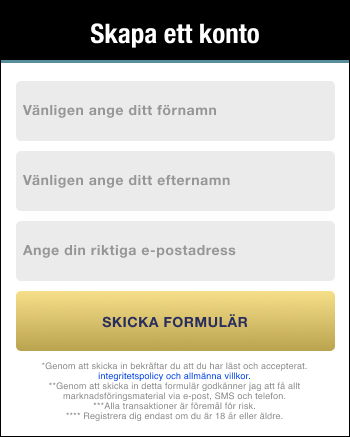 Skapa ett konto
Vänligen ange ditt förnamn
Vänligen ange ditt efternamn
Ange din riktiga e-postadress
SKICKA FORMULÄR
*Genom att skicka in bekräftar du att du har läst och accepterat.
integritetspolicy och allmänna villkor.
**Genom att skicka in detta formulär godkänner jag att få allt
marknadsföringsmaterial via e-post, SMS och telefon.
***Alla transaktioner är föremål för risk.
**** Registrera dig endast om du är 18 år eller äldre.